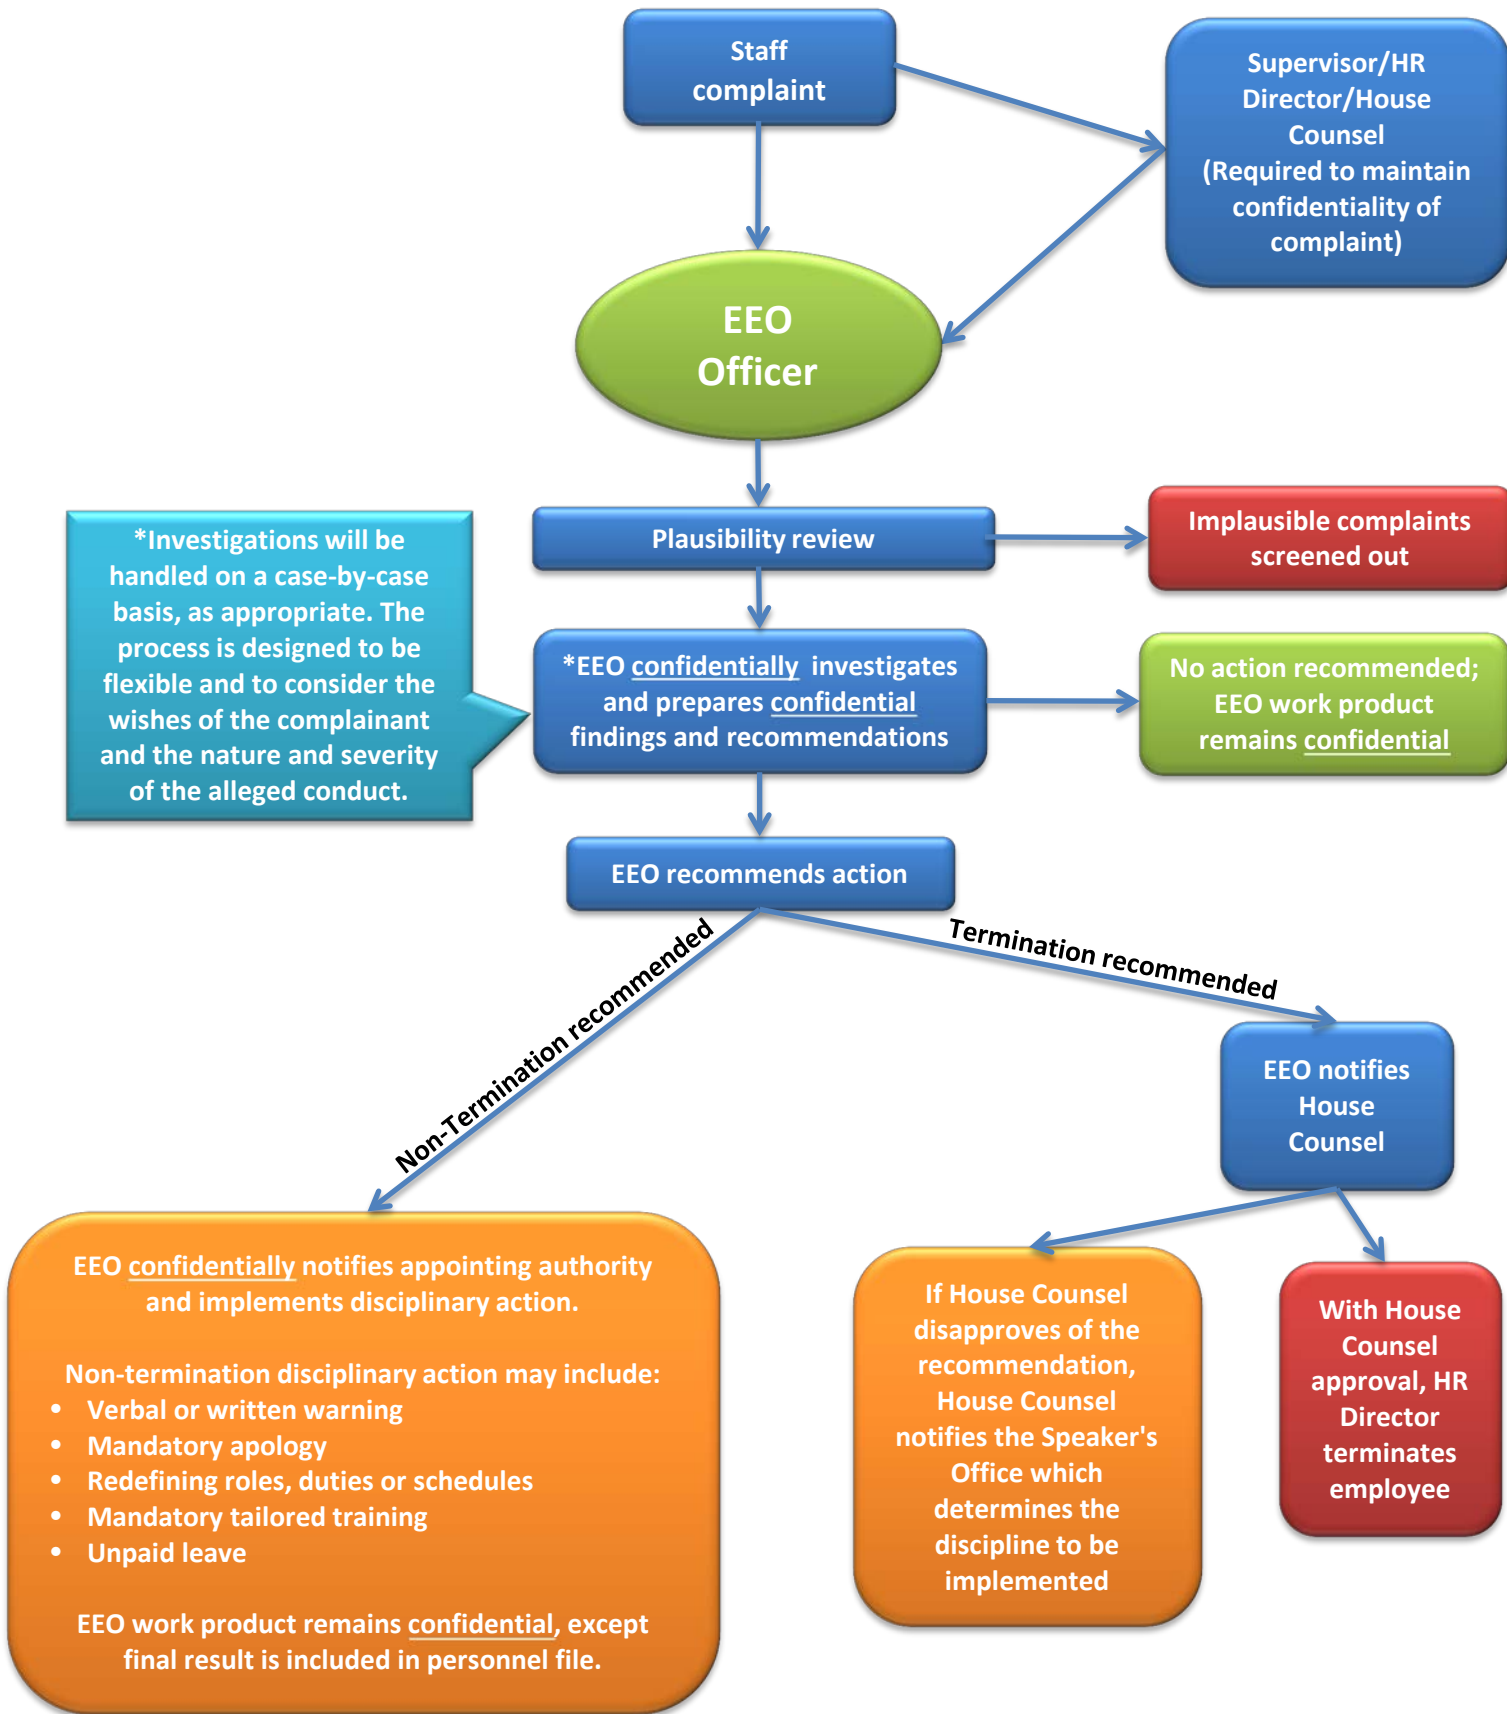 Staff
complaint
Supervisor/HR
Director/House
Counsel
(Required to maintain
confidentiality of
complaint)
EEO
Officer
Plausibility review
Implausible complaints
screened out
*Investigations will be
handled on a case-by-case
basis, as appropriate. The
process is designed to be
flexible and to consider the
wishes of the complainant
and the nature and severity
of the alleged conduct.
*EEO confidentially investigates
and prepares confidential
findings and recommendations
No action recommended;
EEO work product
remains confidential
EEO recommends action
Non-Termination recommended
Termination recommended
EEO notifies
House
Counsel
EEO confidentially notifies appointing authority
and implements disciplinary action.
Non-termination disciplinary action may include:
• Verbal or written warning
• Mandatory apology
• Redefining roles, duties or schedules
• Mandatory tailored training
• Unpaid leave
EEO work product remains confidential, except
final result is included in personnel file.
If House Counsel
disapproves of the
recommendation,
House Counsel
notifies the Speaker's
Office which
determines the
discipline to be
implemented
With House
Counsel
approval, HR
Director
terminates
employee